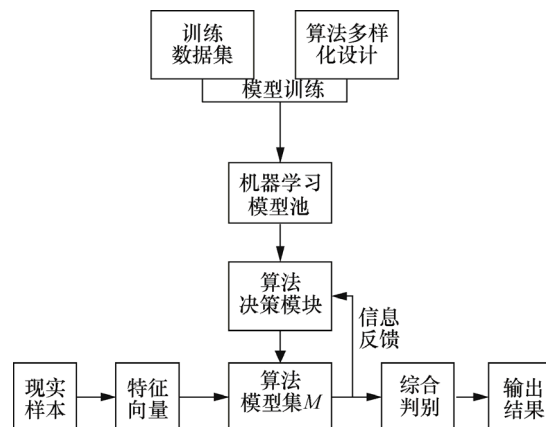 训练
数据集
算法多样
化设计
模型训练
机器学习
模型池
算法
决策模块
信息
反馈
现实
样本
特征
向量
算法
模型集M
综合
判别
输出
结果